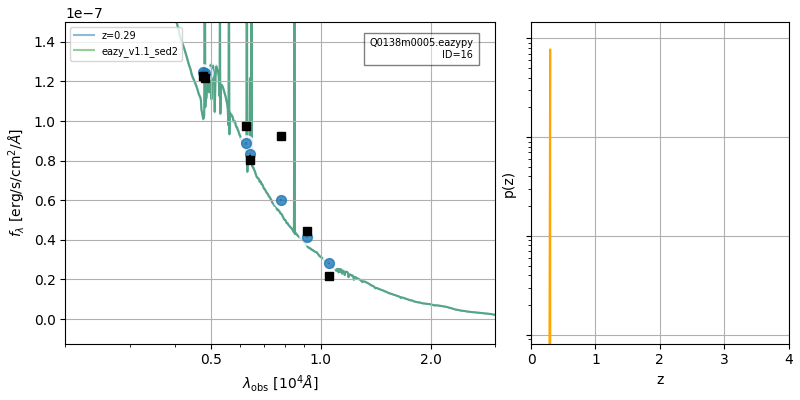 1e−7
z=0.29
eazy_v1.1_sed2
Q0138m0005.eazypy
ID=16
1.4
1.2
1.0
0.8
0.6
0.4
0.2
0.0
f_λ [erg/s/cm²/Å]
0.5 1.0 2.0
λ_obs [10⁴Å]
p(z)
0 1 2 3 4
z